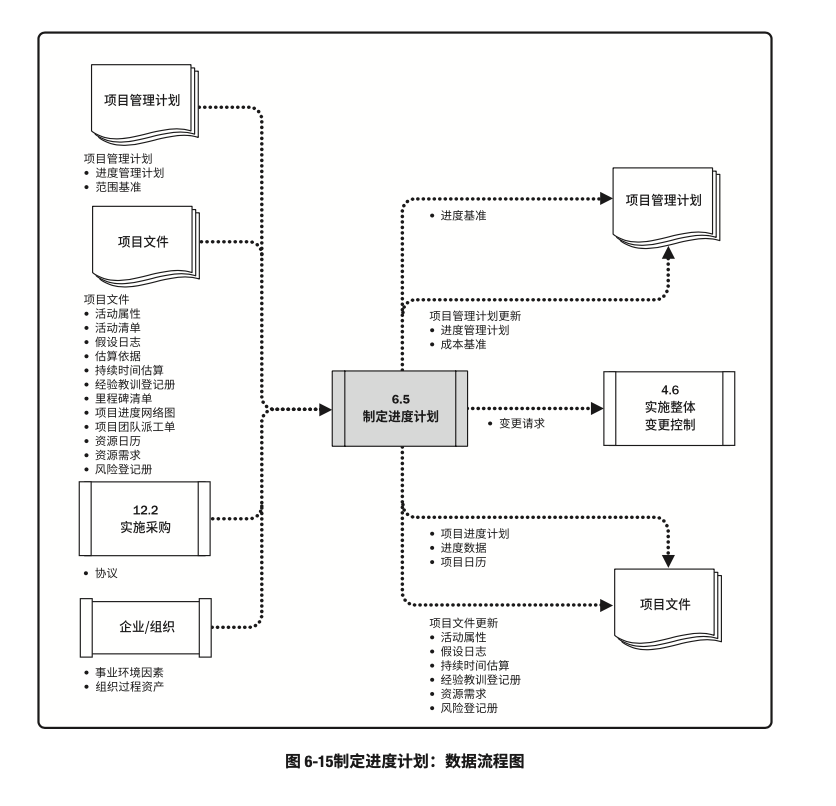 项目管理计划
项目管理计划
• 进度管理计划
• 范围基准
项目文件
项目文件
• 活动属性
• 活动清单
• 假设日志
• 估算依据
• 持续时间估算
• 经验教训登记册
• 里程碑清单
• 项目进度网络图
• 项目团队派工单
• 资源日历
• 资源需求
• 风险登记册
12.2
实施采购
• 协议
企业/组织
• 事业环境因素
• 组织过程资产
6.5
制定进度计划
• 进度基准
项目管理计划
项目管理计划更新
• 进度管理计划
• 成本基准
• 变更请求
4.6
实施整体
变更控制
• 项目进度计划
• 进度数据
• 项目日历
项目文件
项目文件更新
• 活动属性
• 假设日志
• 持续时间估算
• 经验教训登记册
• 资源需求
• 风险登记册
图 6-15制定进度计划：数据流程图